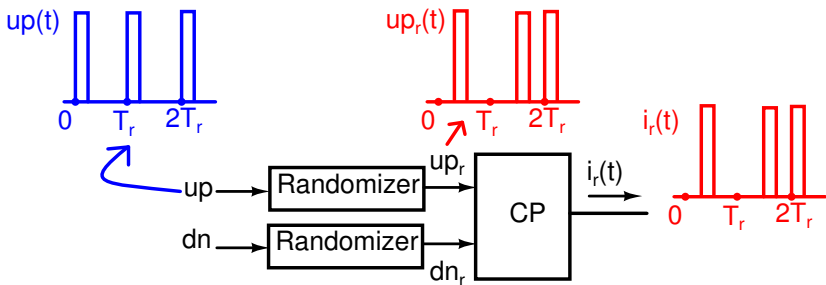 up(t)
0 T_r 2T_r
up_r(t)
0 T_r 2T_r
i_r(t)
0 T_r 2T_r
up Randomizer up_r
dn Randomizer dn_r
CP
i_r(t)